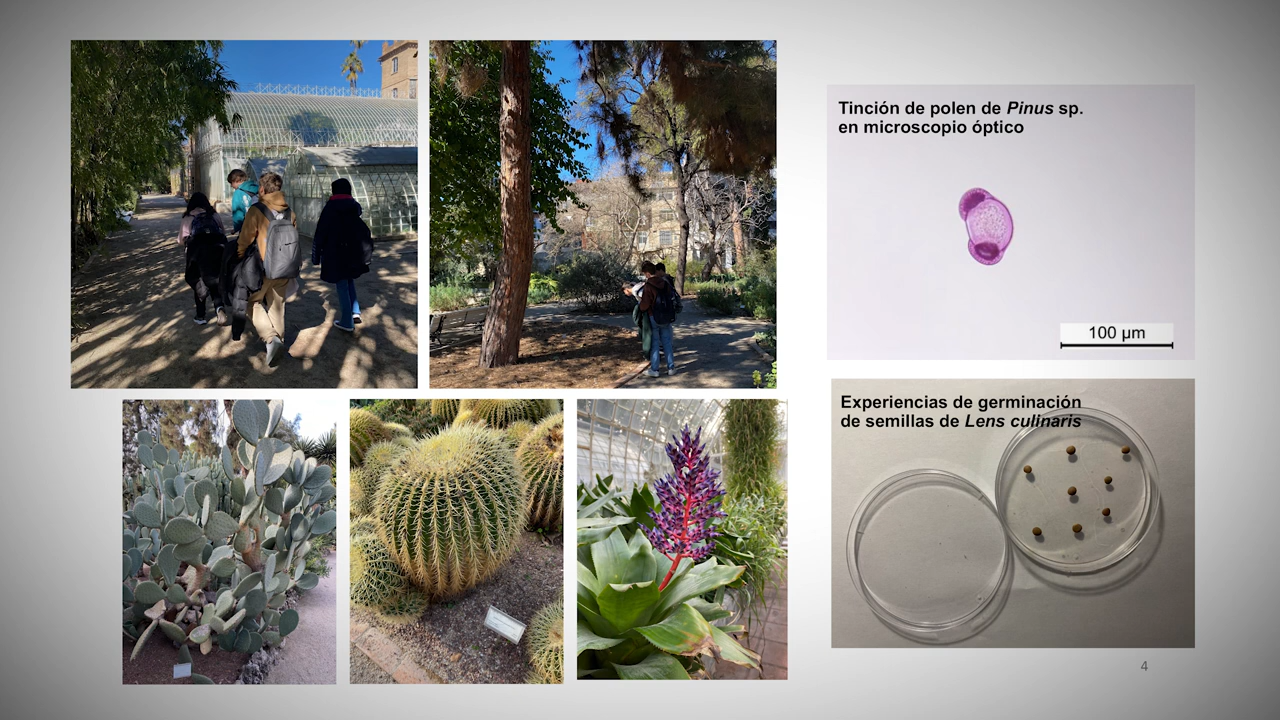 Tinción de polen de Pinus sp.
en microscopio óptico
100 µm
Experiencias de germinación
de semillas de Lens culinaris
4